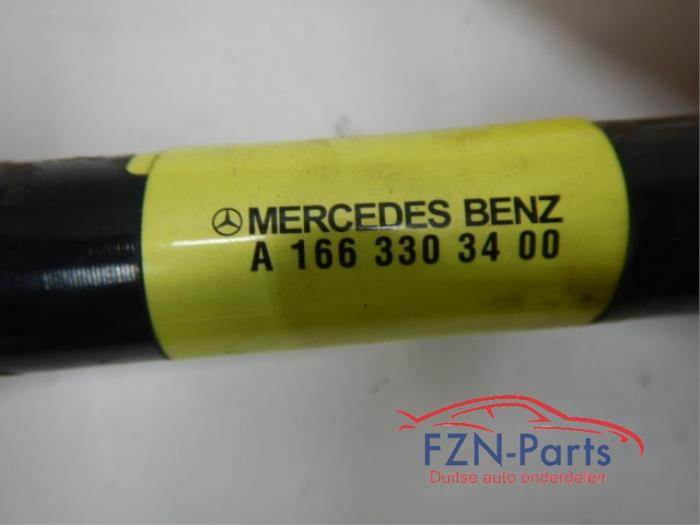 MERCEDES BENZ
A 166 330 34 00
FZN-Parts
Duitse auto onderdelen